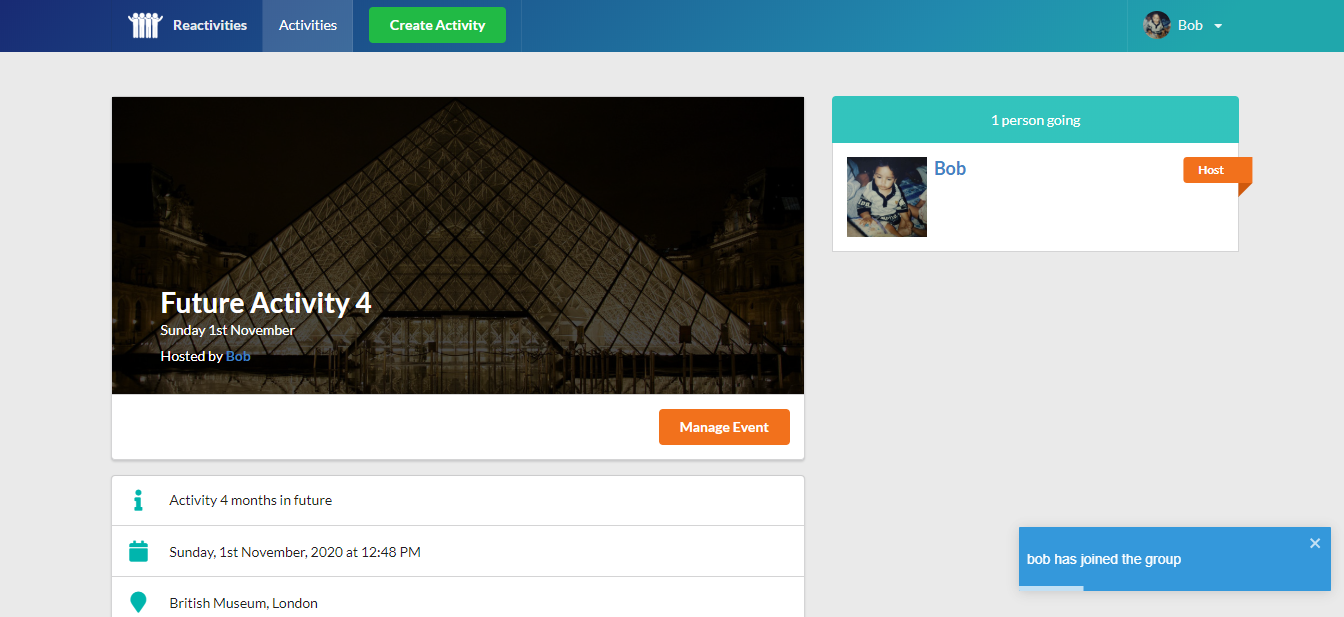 Reactivities
Activities
Create Activity
Bob
Future Activity 4
Sunday 1st November
Hosted by Bob
Manage Event
1 person going
Bob
Host
Activity 4 months in future
Sunday, 1st November, 2020 at 12:48 PM
British Museum, London
bob has joined the group